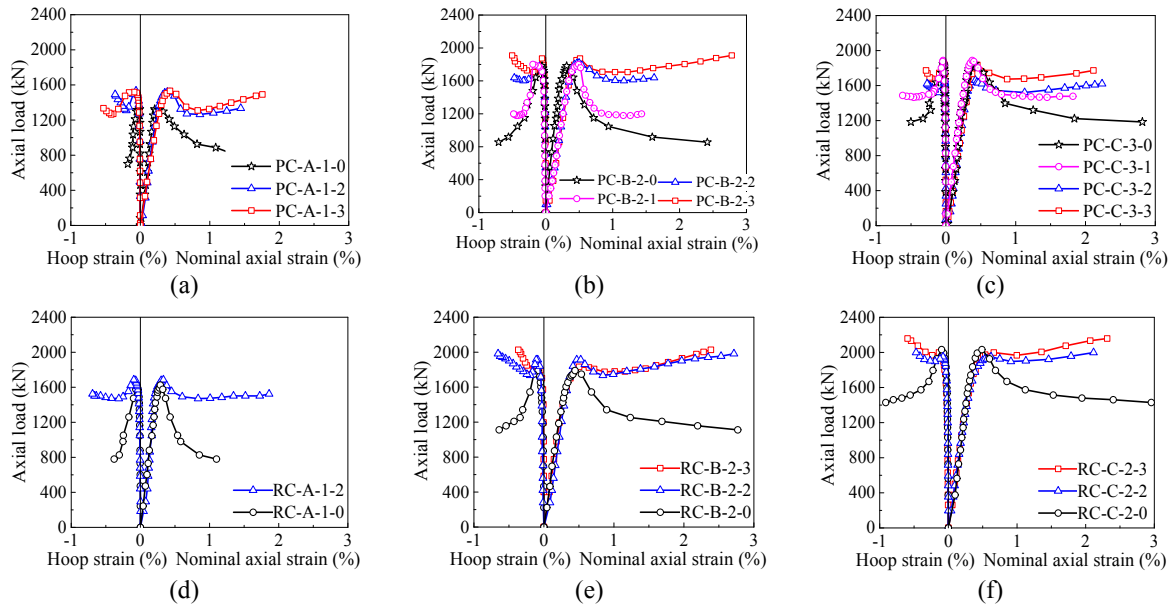 2400
2000
1600
1200
800
400
0
Axial load (kN)
PC-A-1-0
PC-A-1-2
PC-A-1-3
-1 0 1 2 3
Hoop strain (%) Nominal axial strain (%)
(a)
2400
2000
1600
1200
800
400
0
Axial load (kN)
PC-B-2-0 PC-B-2-2
PC-B-2-1 PC-B-2-3
-1 0 1 2 3
Hoop strain (%) Nominal axial strain (%)
(b)
2400
2000
1600
1200
800
400
0
Axial load (kN)
PC-C-3-0
PC-C-3-1
PC-C-3-2
PC-C-3-3
-1 0 1 2 3
Hoop strain (%) Nominal axial strain (%)
(c)
2400
2000
1600
1200
800
400
0
Axial load (kN)
RC-A-1-2
RC-A-1-0
-1 0 1 2 3
Hoop strain (%) Nominal axial strain (%)
(d)
2400
2000
1600
1200
800
400
0
Axial load (kN)
RC-B-2-3
RC-B-2-2
RC-B-2-0
-1 0 1 2 3
Hoop strain (%) Nominal axial strain (%)
(e)
2400
2000
1600
1200
800
400
0
Axial load (kN)
RC-C-2-3
RC-C-2-2
RC-C-2-0
-1 0 1 2 3
Hoop strain (%) Nominal axial strain (%)
(f)